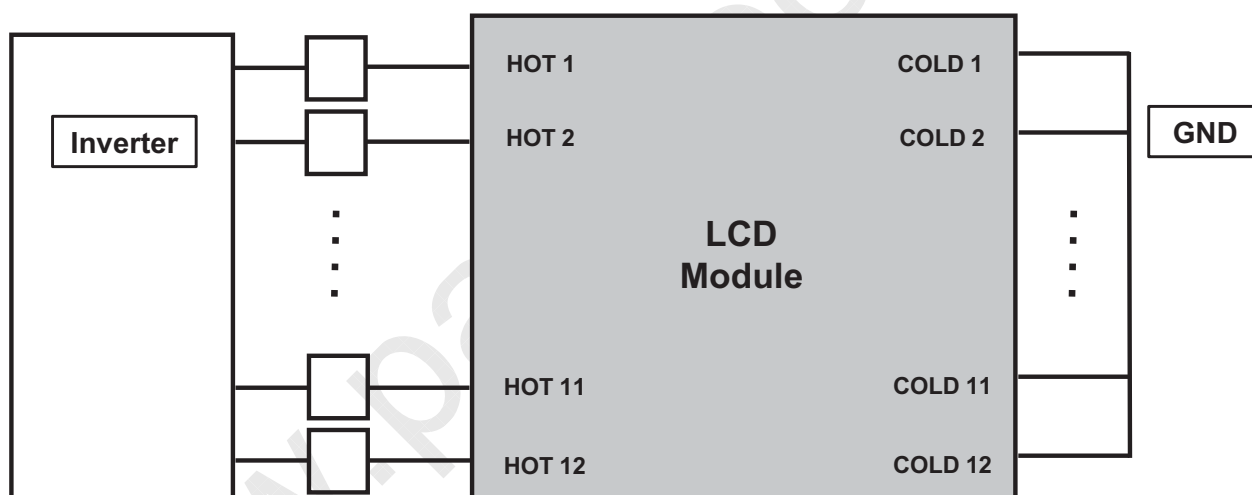 HOT 1
COLD 1
Inverter
HOT 2
COLD 2
GND
LCD
Module
HOT 11
COLD 11
HOT 12
COLD 12